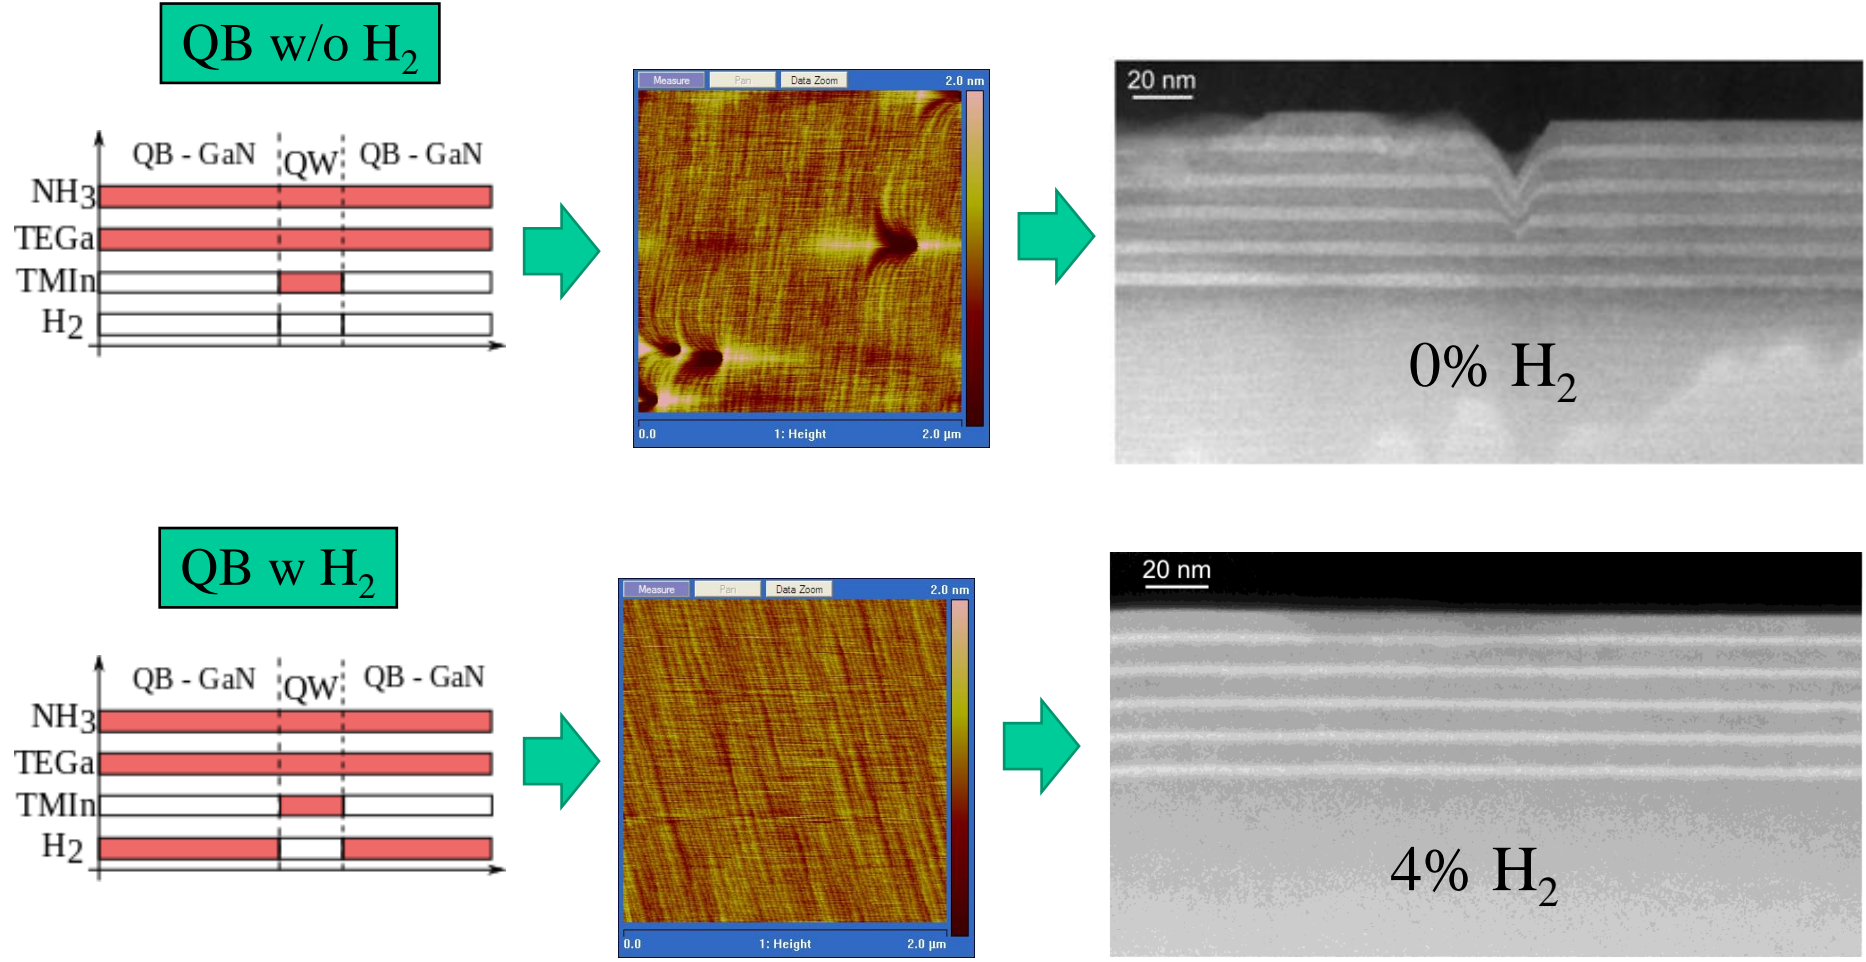 QB w/o H2
QB - GaN QW QB - GaN
NH3
TEGa
TMIn
H2
Measure Pan Data Zoom 2.0 nm
0.0 1: Height 2.0 µm
20 nm
0% H2
QB w H2
QB - GaN QW QB - GaN
NH3
TEGa
TMIn
H2
Measure Pan Data Zoom 2.0 nm
0.0 1: Height 2.0 µm
20 nm
4% H2